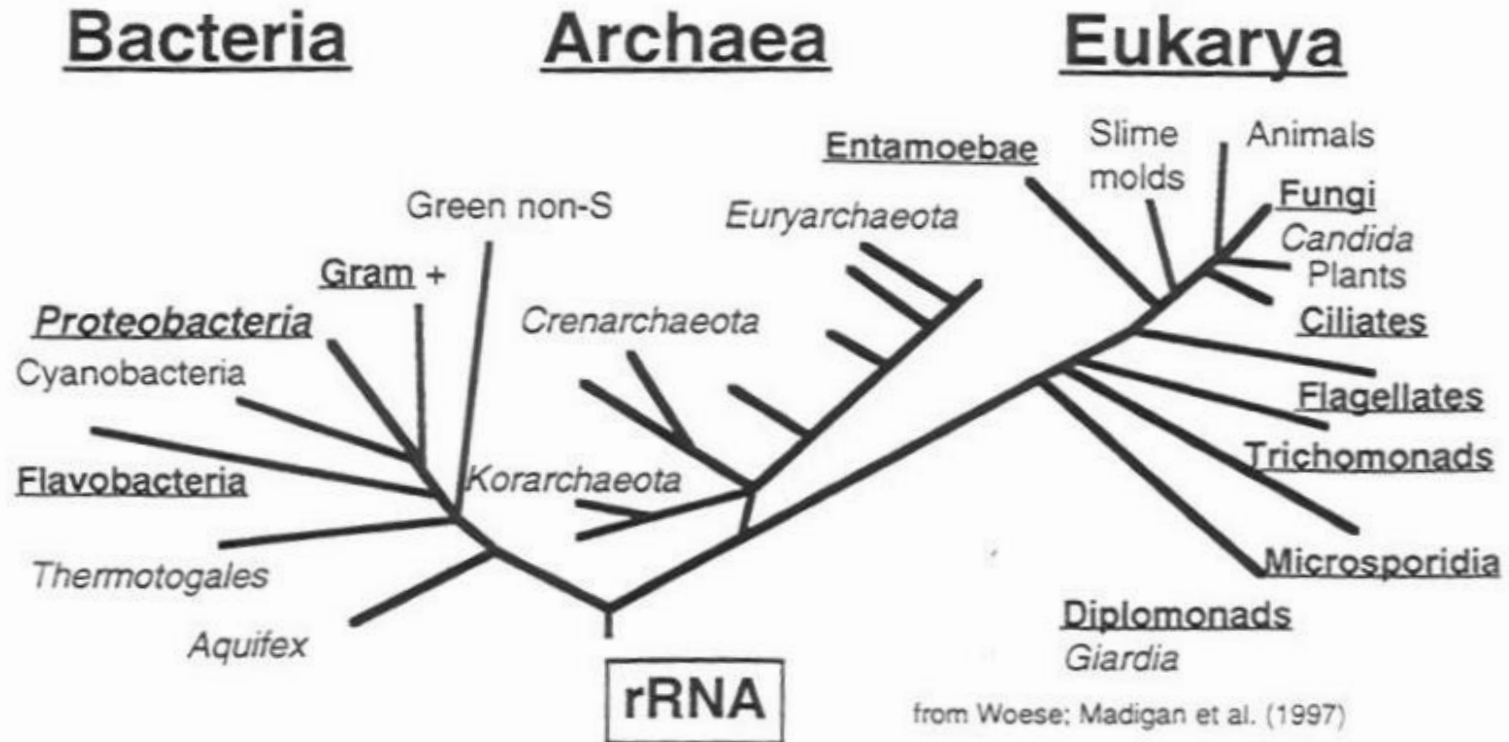 Bacteria
Archaea
Eukarya
Entamoebae
Slime
molds
Animals
Fungi
Candida
Plants
Ciliates
Flagellates
Trichomonads
Microsporidia
Diplomonads
Giardia
Euryarchaeota
Crenarchaeota
Korarchaeota
Green non-S
Gram +
Proteobacteria
Cyanobacteria
Flavobacteria
Thermotogales
Aquifex
rRNA
from Woese; Madigan et al. (1997)